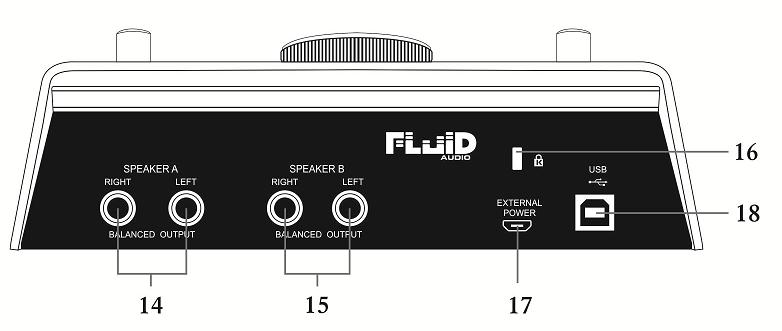 FLUID
AUDIO
16
SPEAKER A
SPEAKER B
USB
RIGHT
LEFT
RIGHT
LEFT
EXTERNAL
POWER
18
BALANCED OUTPUT
BALANCED OUTPUT
14
15
17